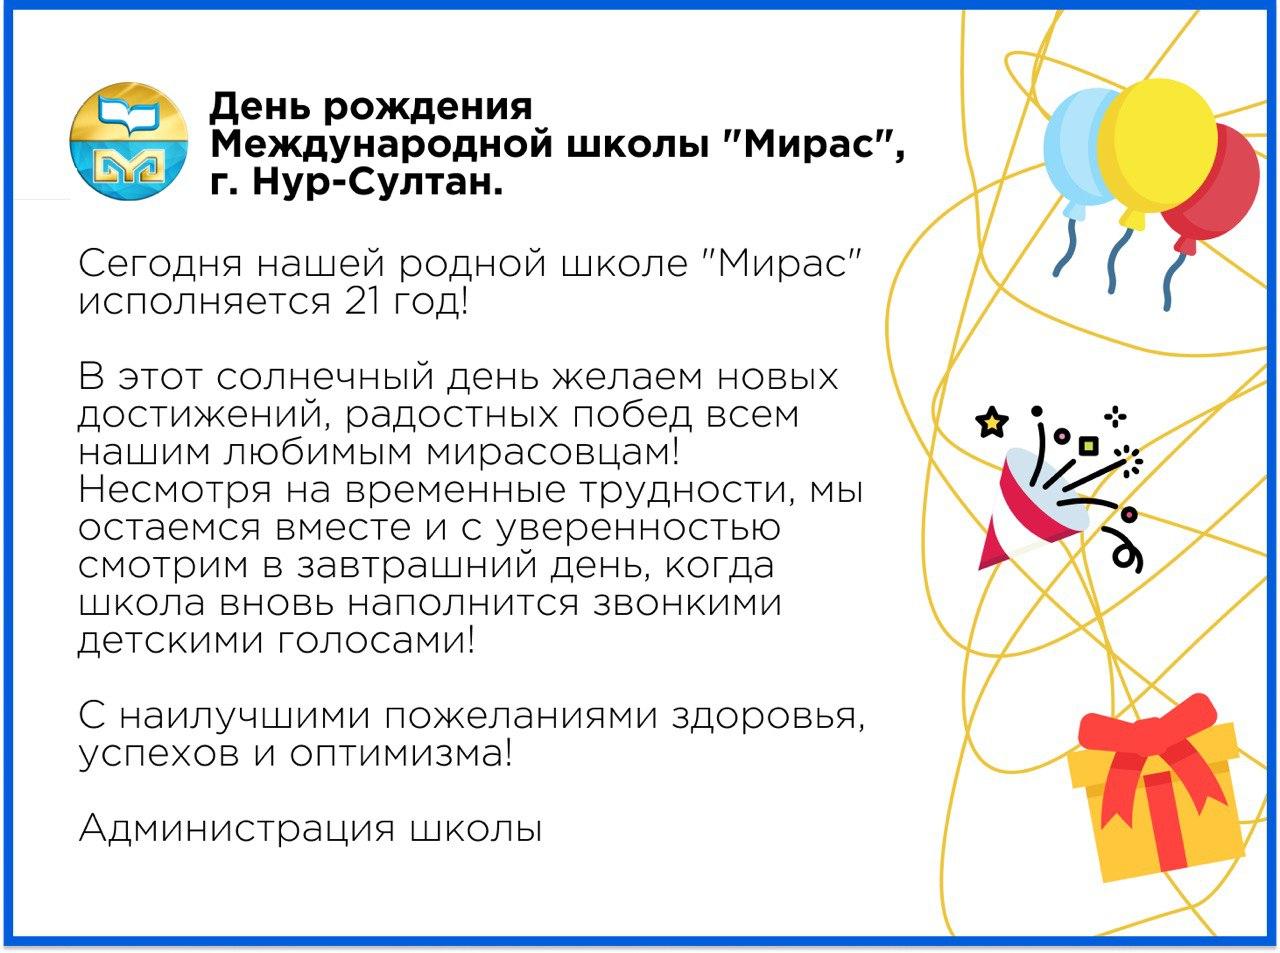 День рождения
Международной школы "Мирас",
г. Нур-Султан.
Сегодня нашей родной школе "Мирас"
исполняется 21 год!
В этот солнечный день желаем новых
достижений, радостных побед всем
нашим любимым мирасовцам!
Несмотря на временные трудности, мы
остаемся вместе и с уверенностью
смотрим в завтрашний день, когда
школа вновь наполнится звонкими
детскими голосами!
С наилучшими пожеланиями здоровья,
успехов и оптимизма!
Администрация школы